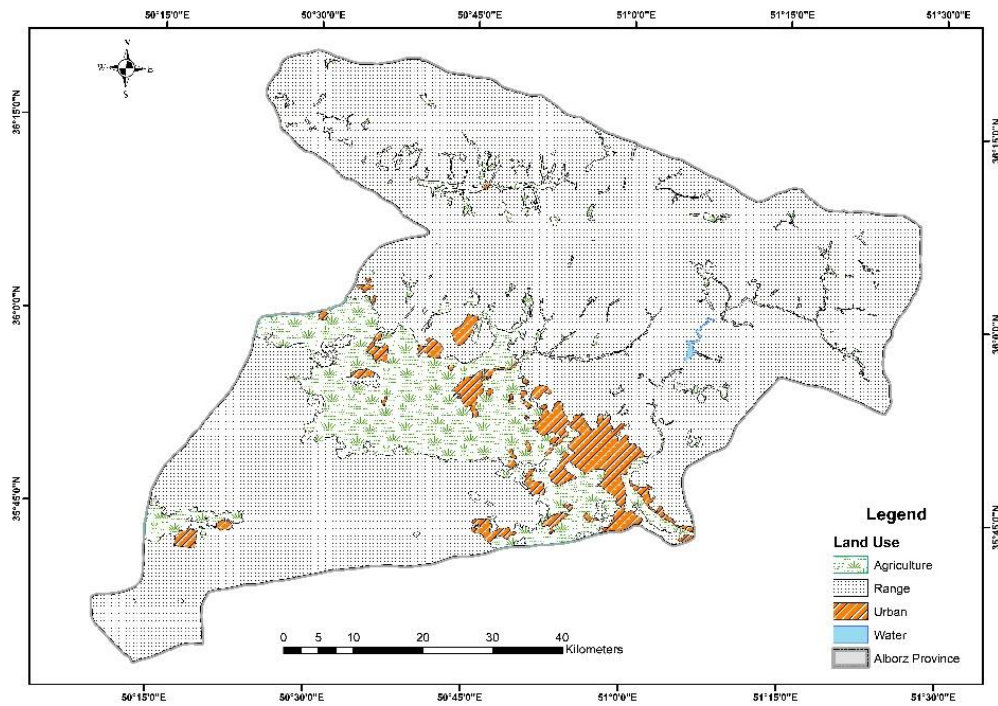 50°15'0"E 50°30'0"E 50°45'0"E 51°0'0"E 51°15'0"E 51°30'0"E
N
W E
S
36°15'0"N
36°15'0"N
36°0'0"N
36°0'0"N
35°45'0"N
35°45'0"N
Legend
Land Use
Agriculture
Range
Urban
Water
Alborz Province
0 5 10 20 30 40
Kilometers
50°15'0"E 50°30'0"E 50°45'0"E 51°0'0"E 51°15'0"E 51°30'0"E